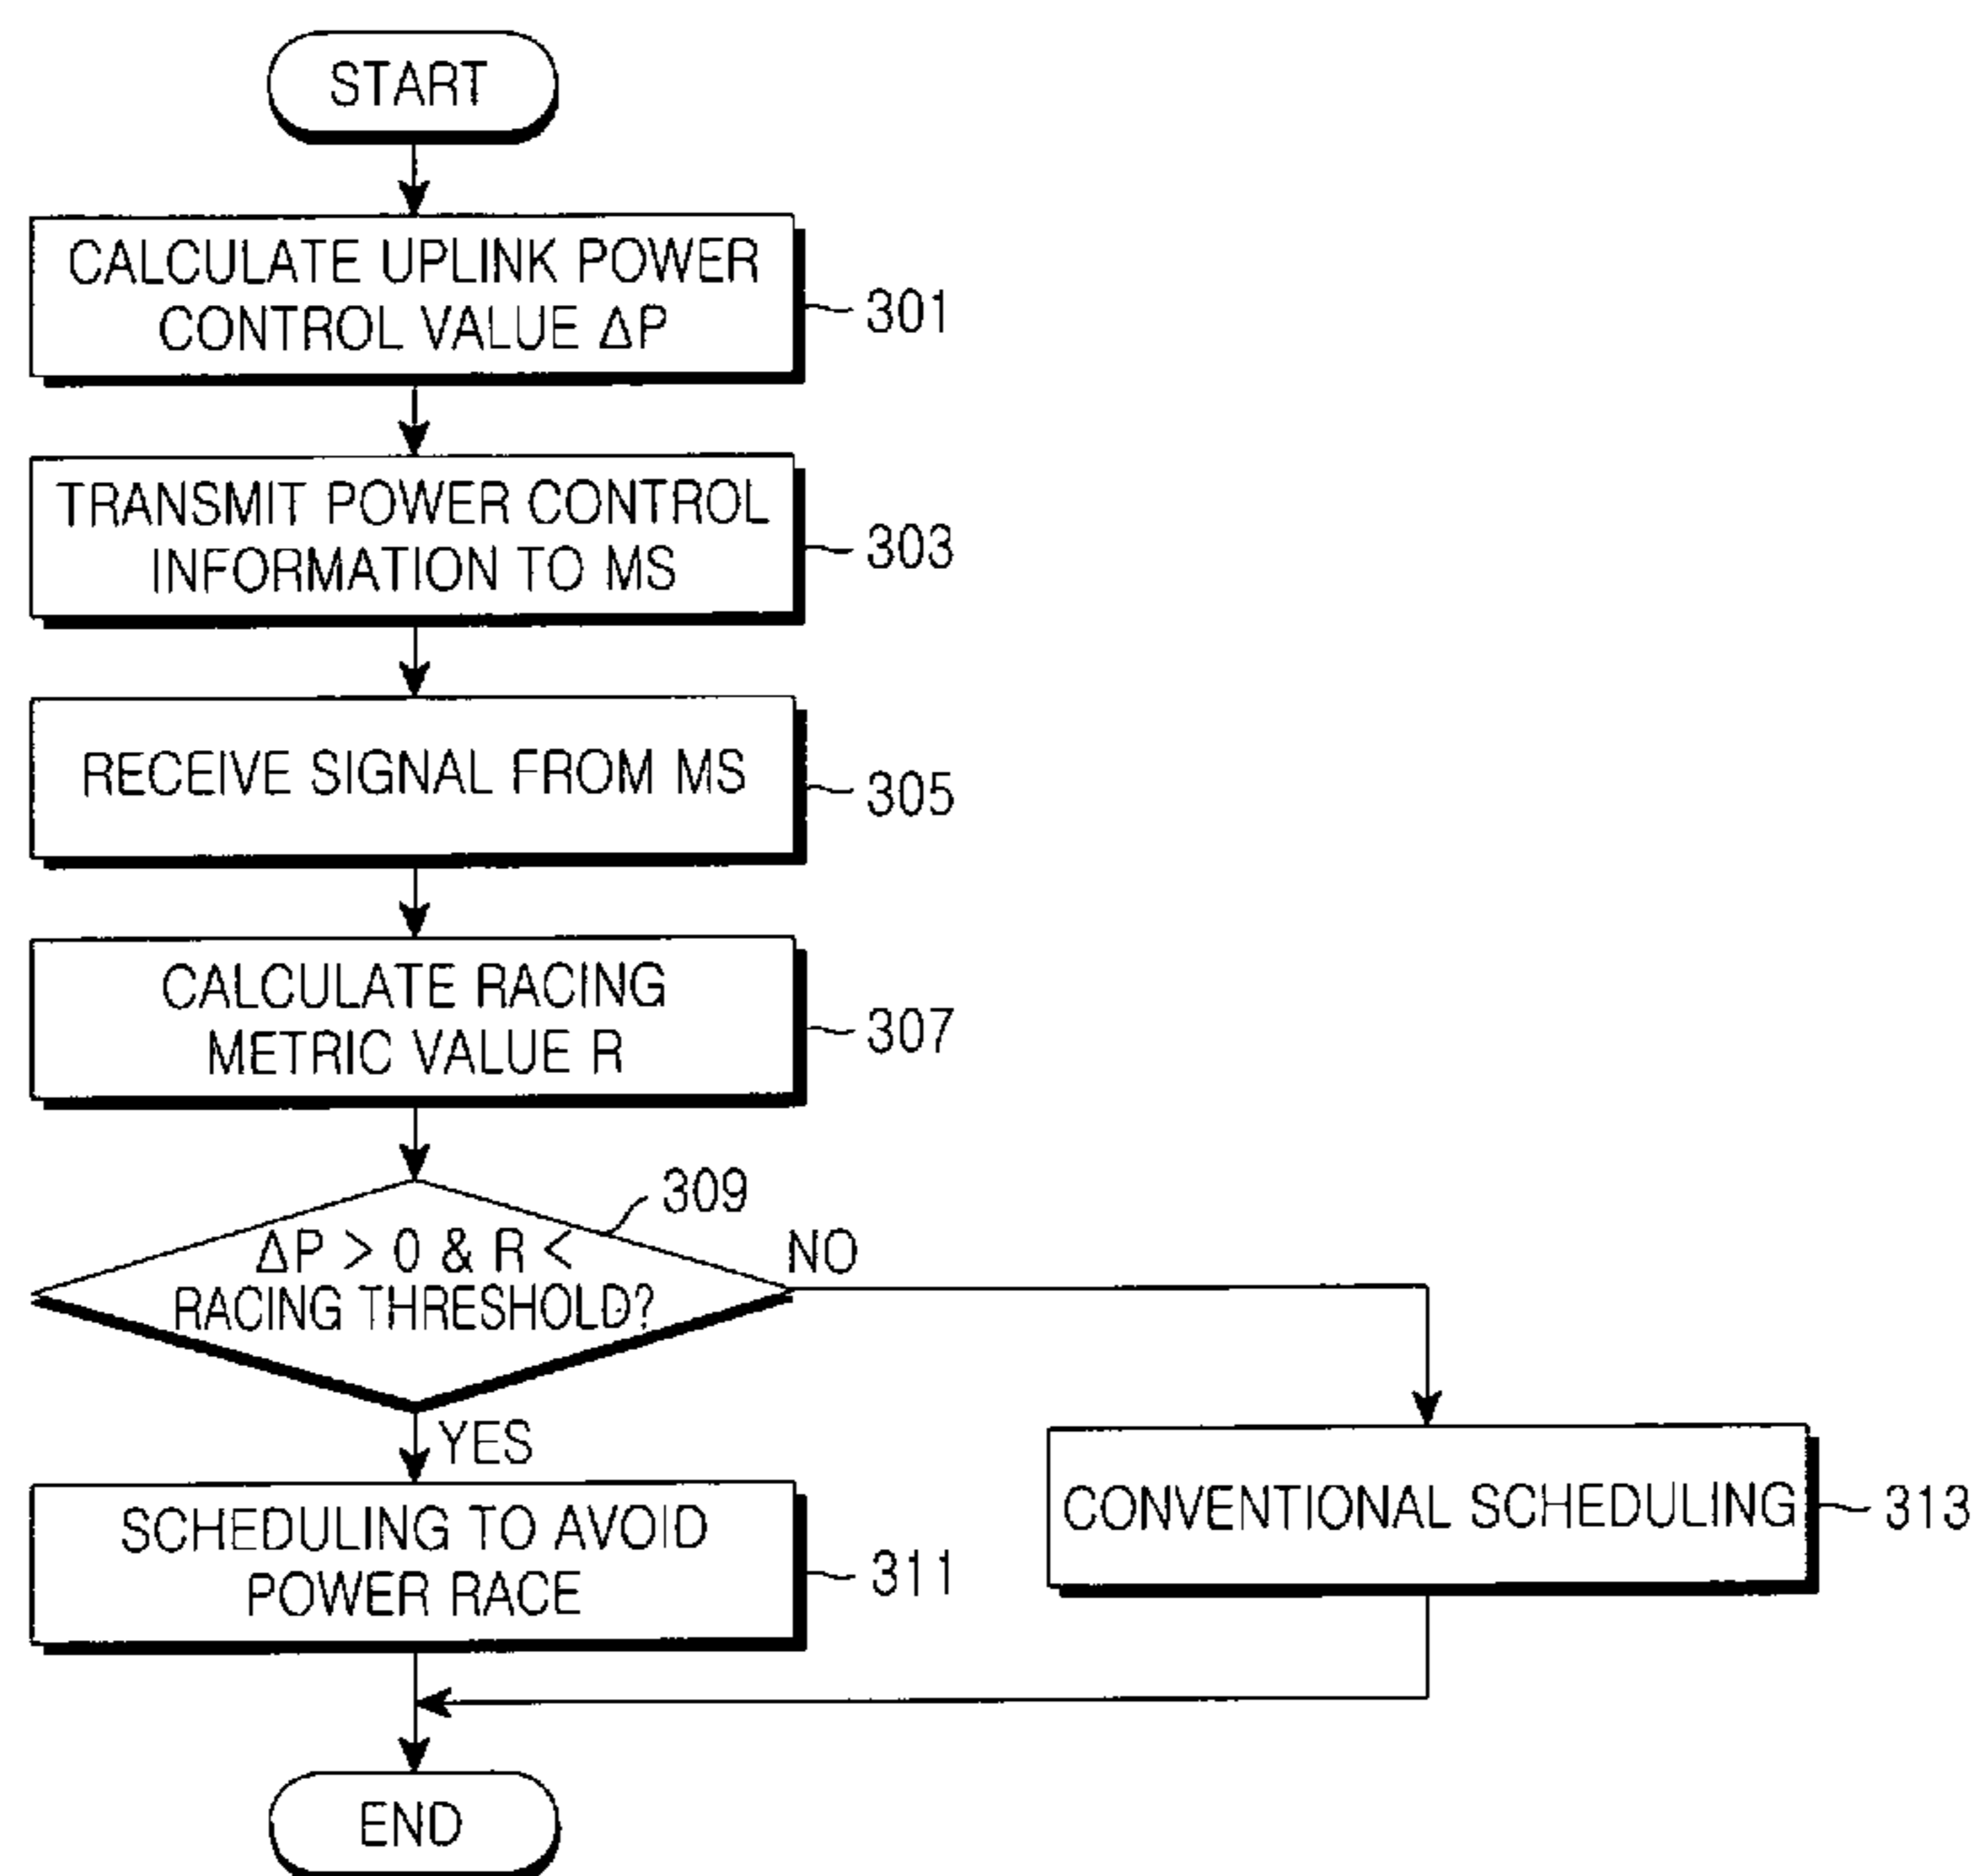 START
CALCULATE UPLINK POWER
CONTROL VALUE ΔP
301
TRANSMIT POWER CONTROL
INFORMATION TO MS
303
RECEIVE SIGNAL FROM MS
305
CALCULATE RACING
METRIC VALUE R
307
309
ΔP > 0 & R <
RACING THRESHOLD?
NO
YES
SCHEDULING TO AVOID
POWER RACE
311
CONVENTIONAL SCHEDULING
313
END